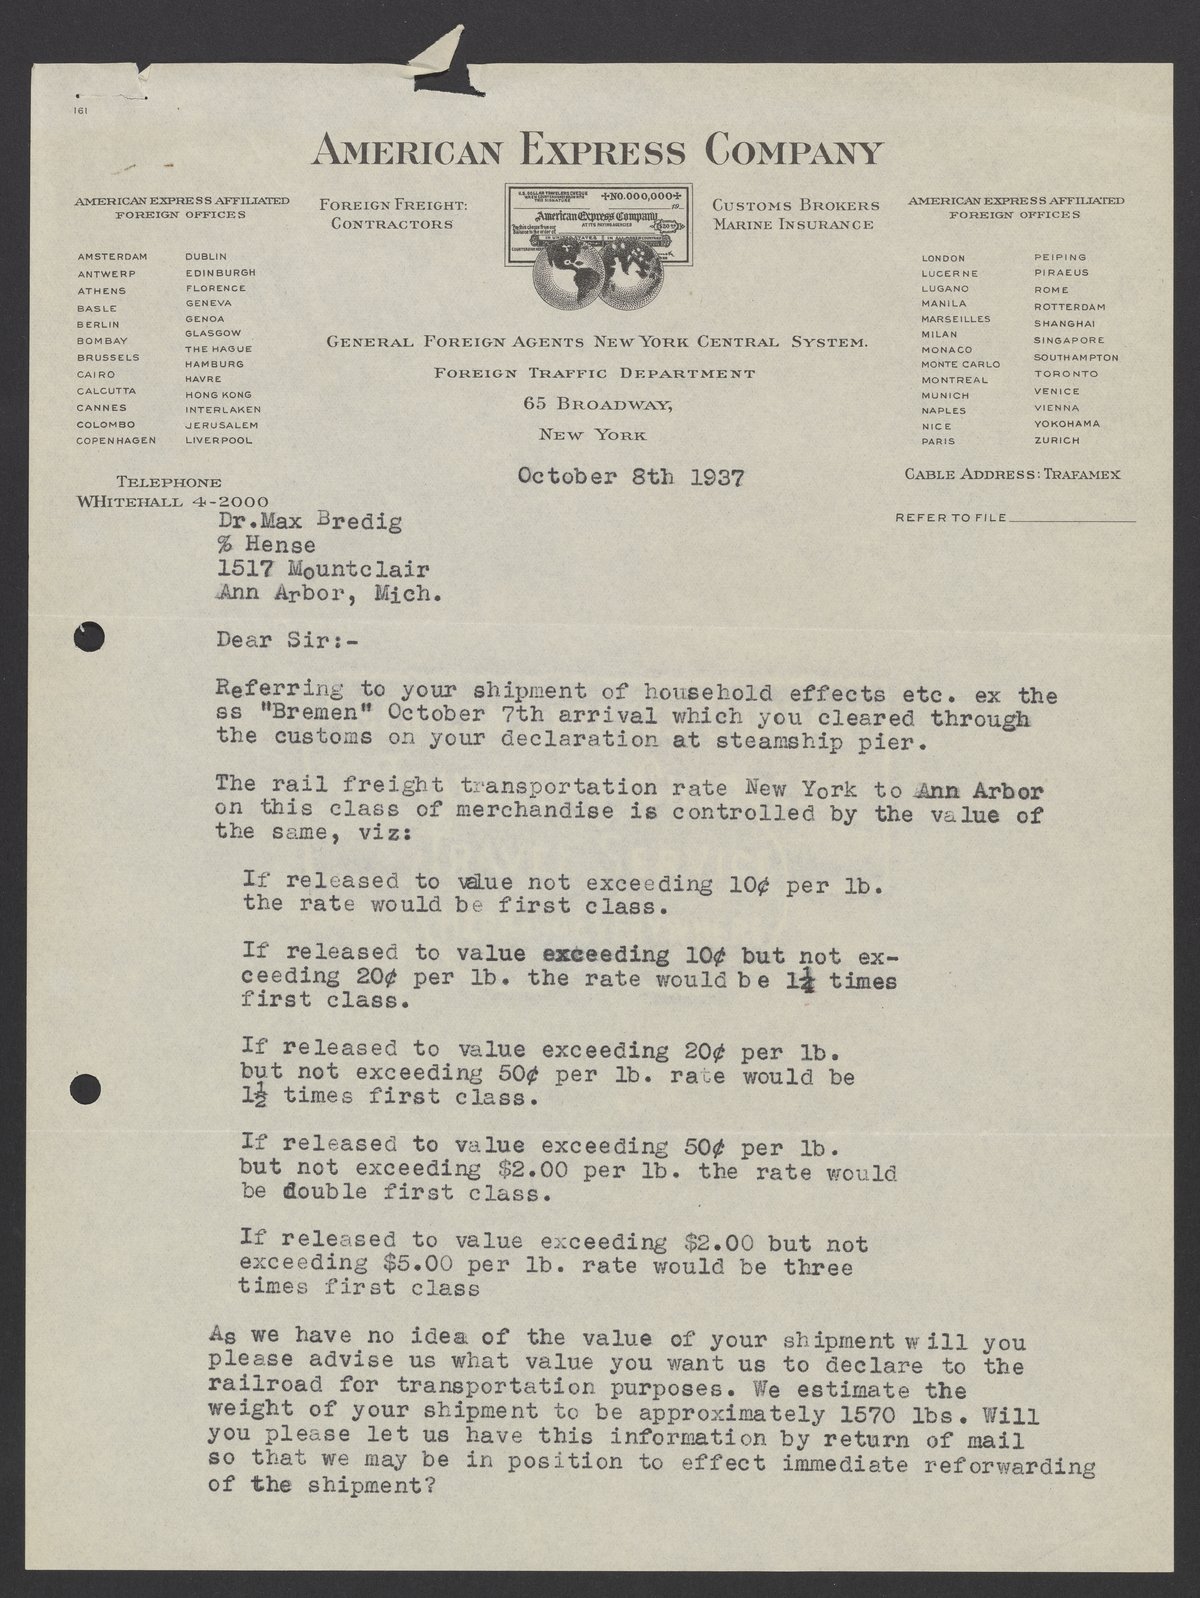 161
AMERICAN EXPRESS COMPANY
AMERICAN EXPRESS AFFILIATED
FOREIGN OFFICES
AMSTERDAM
ANTWERP
ATHENS
BASLE
BERLIN
BOMBAY
BRUSSELS
CAIRO
CALCUTTA
CANNES
COLOMBO
COPENHAGEN
DUBLIN
EDINBURGH
FLORENCE
GENEVA
GENOA
GLASGOW
THE HAGUE
HAMBURG
HAVRE
HONG KONG
INTERLAKEN
JERUSALEM
LIVERPOOL
TELEPHONE
WHITEHALL 4-2000
FOREIGN FREIGHT:
CONTRACTORS
U.S. DOLLAR TRAVELERS CHEQUE
No.000,000
19
American Express Company
AT ITS PAYING AGENCIES
$20
CUSTOMS BROKERS
MARINE INSURANCE
GENERAL FOREIGN AGENTS NEW YORK CENTRAL SYSTEM.
FOREIGN TRAFFIC DEPARTMENT
65 BROADWAY,
NEW YORK
AMERICAN EXPRESS AFFILIATED
FOREIGN OFFICES
LONDON
LUCERNE
LUGANO
MANILA
MARSEILLES
MILAN
MONACO
MONTE CARLO
MONTREAL
MUNICH
NAPLES
NICE
PARIS
PEIPING
PIRAEUS
ROME
ROTTERDAM
SHANGHAI
SINGAPORE
SOUTHAMPTON
TORONTO
VENICE
VIENNA
YOKOHAMA
ZURICH
CABLE ADDRESS: TRAFAMEX
REFER TO FILE
October 8th 1937
Dr.Max Bredig
% Hense
1517 Mountclair
Ann Arbor, Mich.
Dear Sir:-
Referring to your shipment of household effects etc. ex the
ss "Bremen" October 7th arrival which you cleared through
the customs on your declaration at steamship pier.
The rail freight transportation rate New York to Ann Arbor
on this class of merchandise is controlled by the value of
the same, viz:
If released to value not exceeding 10¢ per lb.
the rate would be first class.
If released to value exceeding 10¢ but not ex-
ceeding 20¢ per lb. the rate would be 1¼ times
first class.
If released to value exceeding 20¢ per lb.
but not exceeding 50¢ per lb. rate would be
1½ times first class.
If released to value exceeding 50¢ per lb.
but not exceeding $2.00 per lb. the rate would
be double first class.
If released to value exceeding $2.00 but not
exceeding $5.00 per lb. rate would be three
times first class
As we have no idea of the value of your shipment will you
please advise us what value you want us to declare to the
railroad for transportation purposes. We estimate the
weight of your shipment to be approximately 1570 lbs. Will
you please let us have this information by return of mail
so that we may be in position to effect immediate reforwarding
of the shipment?